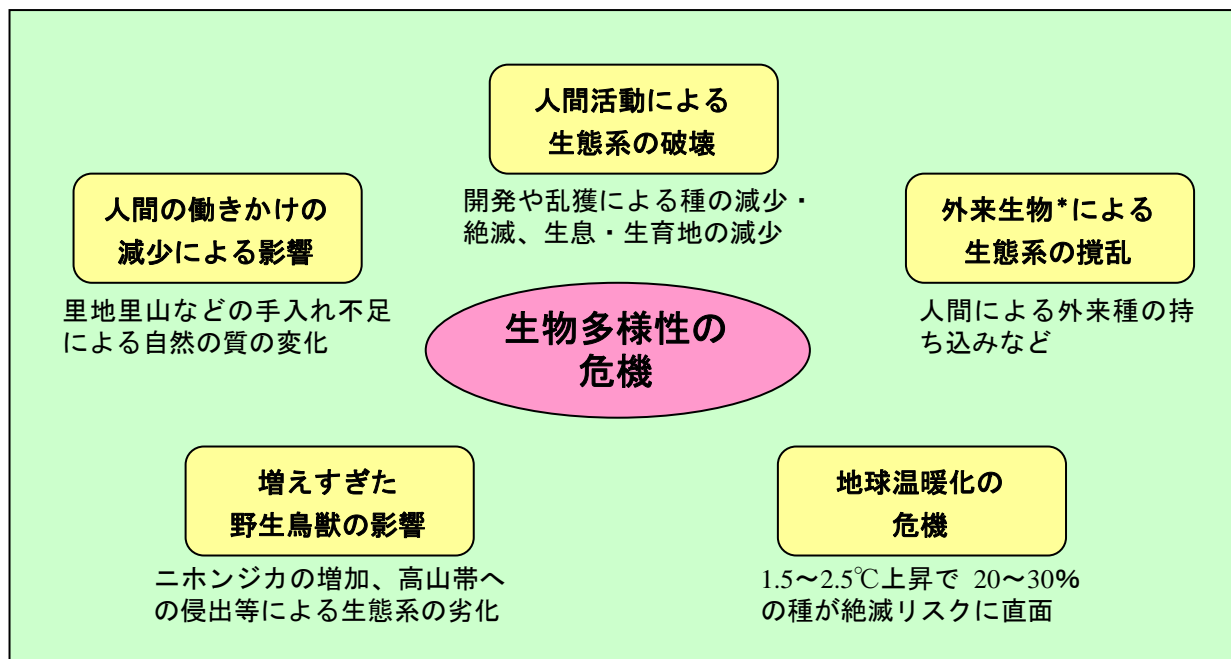 人間活動による
生態系の破壊
開発や乱獲による種の減少・
絶滅、生息・生育地の減少
人間の働きかけの
減少による影響
里地里山などの手入れ不足
による自然の質の変化
外来生物*による
生態系の撹乱
人間による外来種の持
ち込みなど
生物多様性の
危機
増えすぎた
野生鳥獣の影響
ニホンジカの増加、高山帯へ
の侵出等による生態系の劣化
地球温暖化の
危機
1.5～2.5℃上昇で 20～30%
の種が絶滅リスクに直面